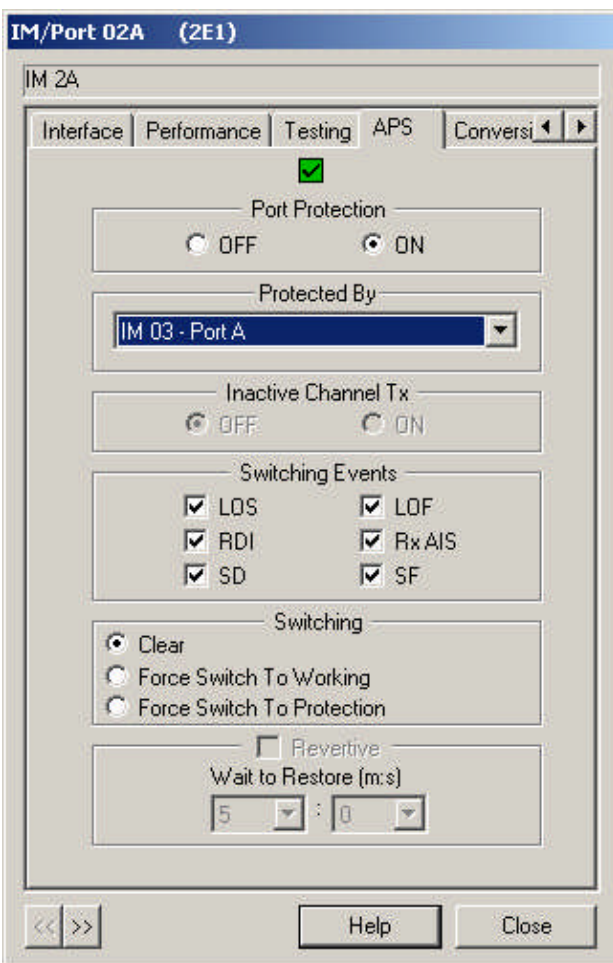 IM/Port 02A (2E1)
IM 2A
Interface Performance Testing APS Conversi
Port Protection
OFF ON
Protected By
IM 03 - Port A
Inactive Channel Tx
OFF ON
Switching Events
LOS LOF
RDI Rx AIS
SD SF
Switching
Clear
Force Switch To Working
Force Switch To Protection
Revertive
Wait to Restore (m:s)
5 : 0
<< >> Help Close